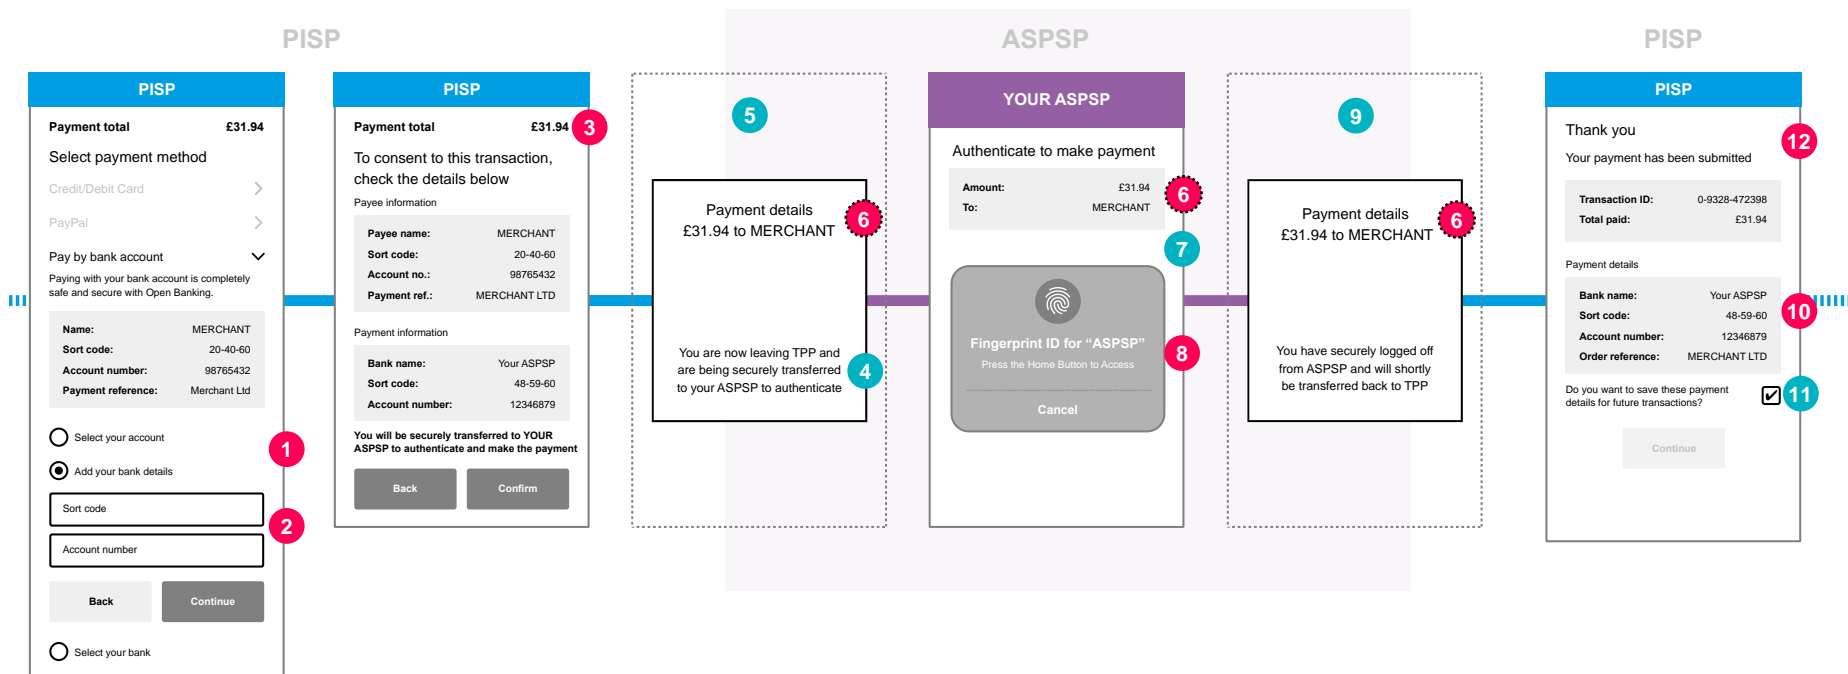 PISP
ASPSP
PISP
PISP
Payment total £31.94
Select payment method
Credit/Debit Card
PayPal
Pay by bank account
Paying with your bank account is completely
safe and secure with Open Banking.
Name: MERCHANT
Sort code: 20-40-60
Account number: 98765432
Payment reference: Merchant Ltd
Select your account
1
Add your bank details
Sort code
2
Account number
Back Continue
Select your bank
PISP
Payment total £31.94
3
To consent to this transaction,
check the details below
Payee information
Payee name: MERCHANT
Sort code: 20-40-60
Account no.: 98765432
Payment ref.: MERCHANT LTD
Payment information
Bank name: Your ASPSP
Sort code: 48-59-60
Account number: 12346879
You will be securely transferred to YOUR
ASPSP to authenticate and make the payment
Back Confirm
5
Payment details
£31.94 to MERCHANT
6
You are now leaving TPP and
are being securely transferred
to your ASPSP to authenticate
4
YOUR ASPSP
Authenticate to make payment
Amount: £31.94
To: MERCHANT
6
7
Fingerprint ID for “ASPSP”
Press the Home Button to Access
8
Cancel
9
Payment details
£31.94 to MERCHANT
6
You have securely logged off
from ASPSP and will shortly
be transferred back to TPP
PISP
Thank you
12
Your payment has been submitted
Transaction ID: 0-9328-472398
Total paid: £31.94
Payment details
Bank name: Your ASPSP
Sort code: 48-59-60
10
Account number: 12346879
Order reference: MERCHANT LTD
Do you want to save these payment
details for future transactions?
11
Continue